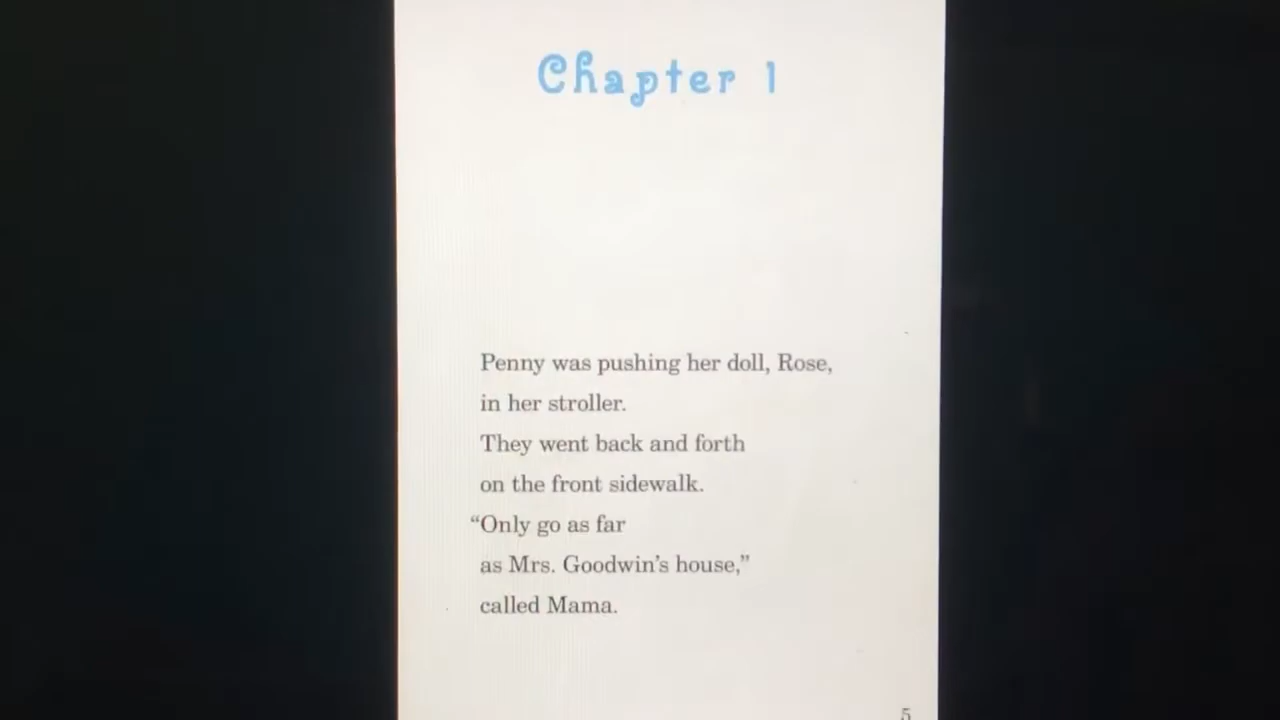 Chapter 1
Penny was pushing her doll, Rose,
in her stroller.
They went back and forth
on the front sidewalk.
“Only go as far
as Mrs. Goodwin’s house,”
called Mama.
5